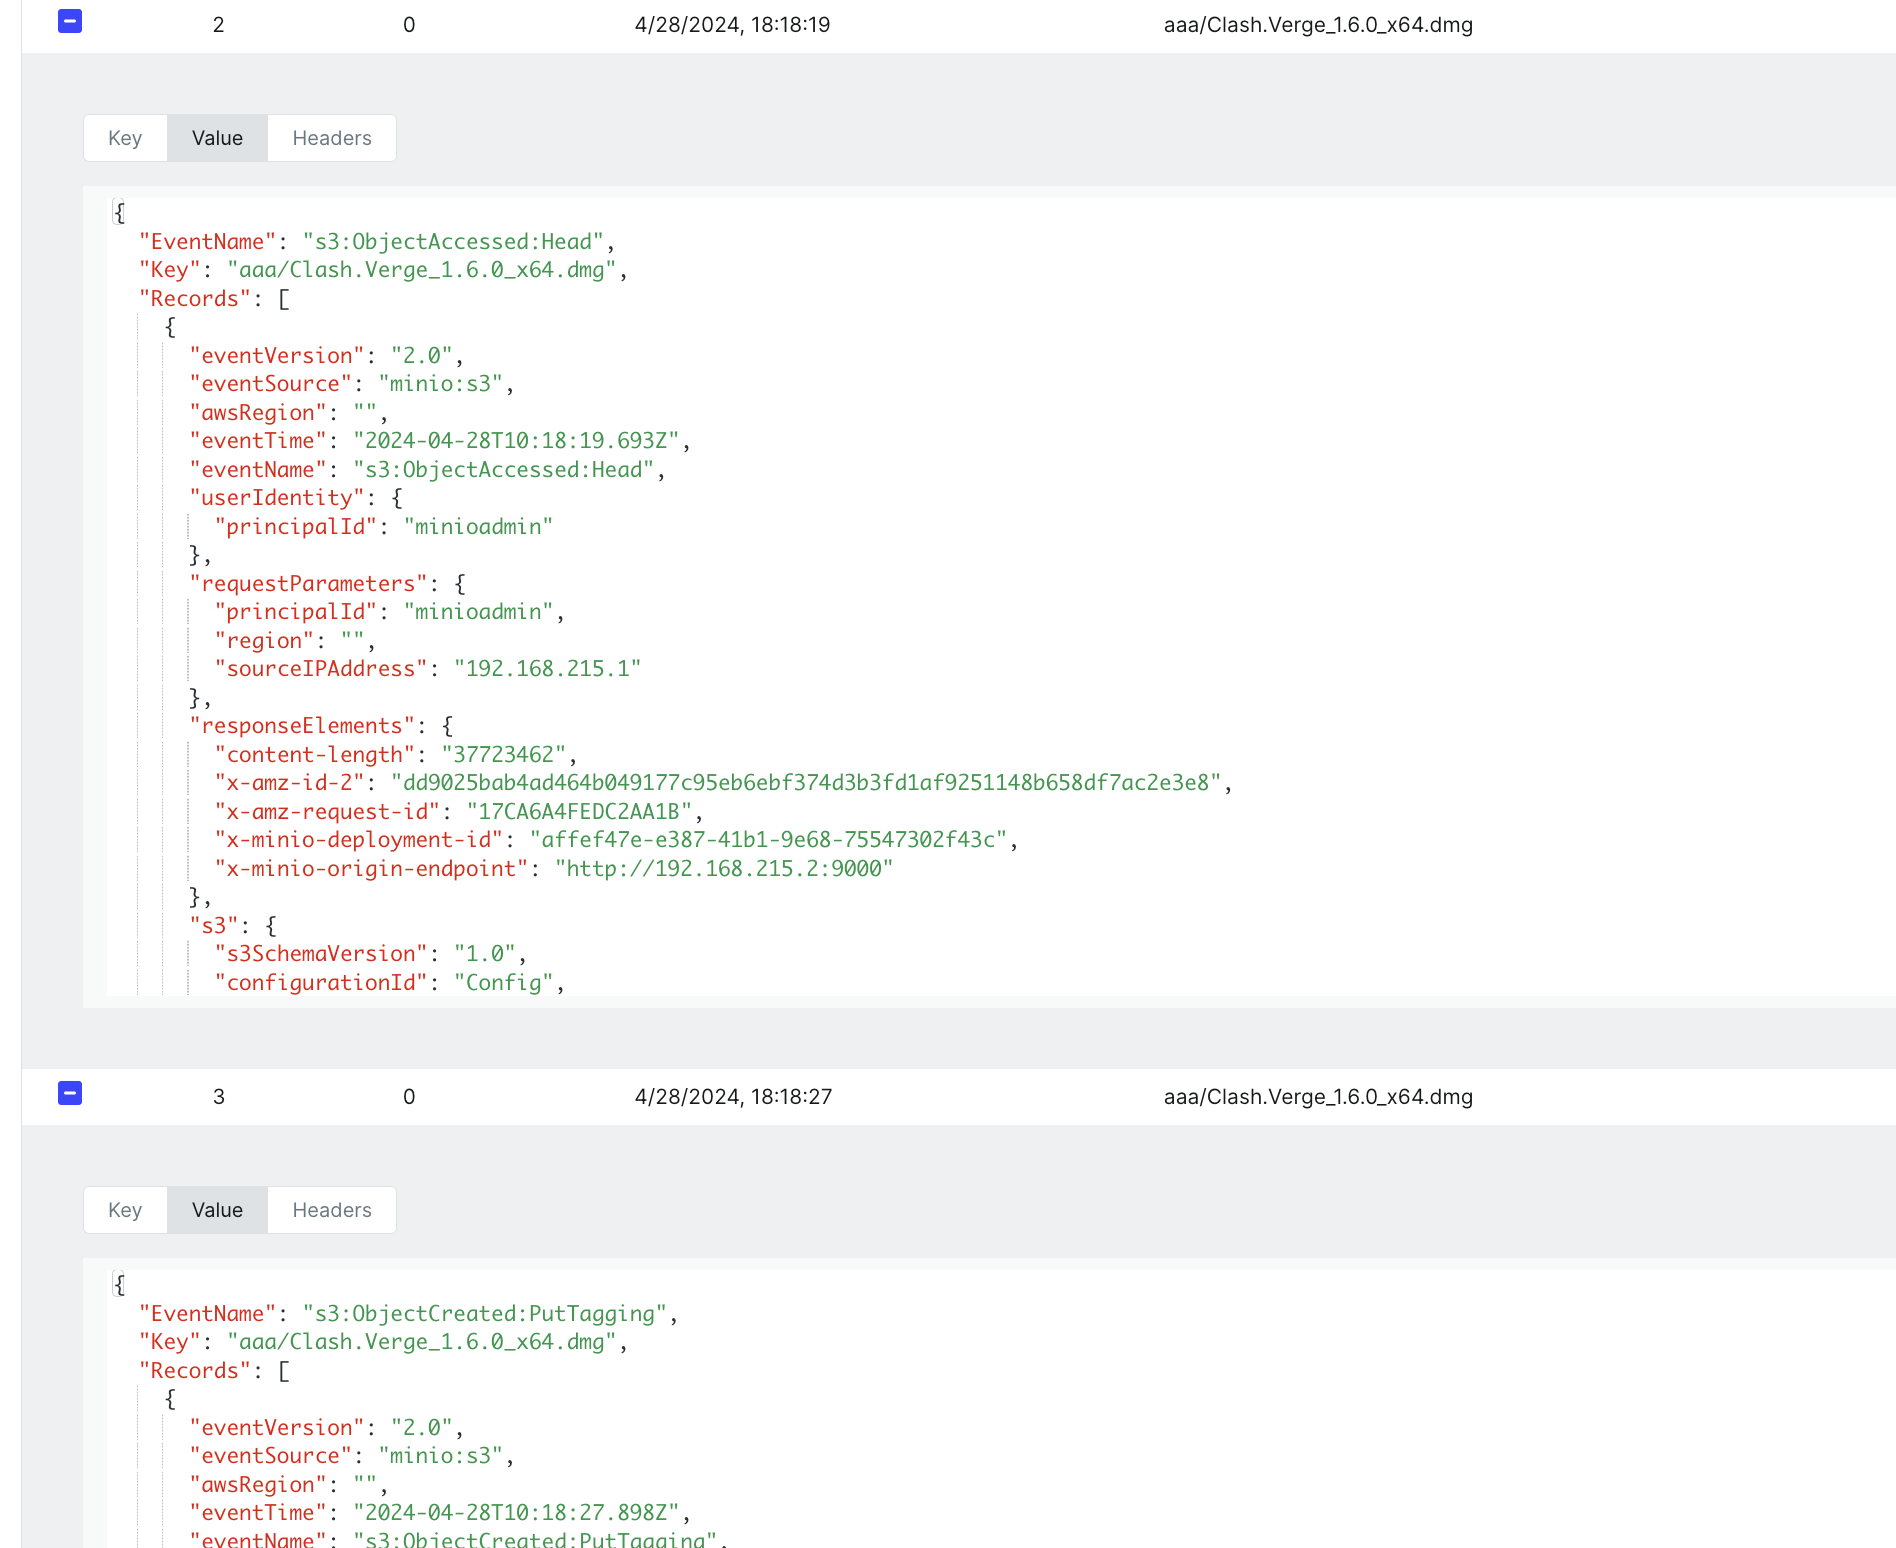 2 0 4/28/2024, 18:18:19 aaa/Clash.Verge_1.6.0_x64.dmg
Key Value Headers
{
"EventName": "s3:ObjectAccessed:Head",
"Key": "aaa/Clash.Verge_1.6.0_x64.dmg",
"Records": [
{
"eventVersion": "2.0",
"eventSource": "minio:s3",
"awsRegion": "",
"eventTime": "2024-04-28T10:18:19.693Z",
"eventName": "s3:ObjectAccessed:Head",
"userIdentity": {
"principalId": "minioadmin"
},
"requestParameters": {
"principalId": "minioadmin",
"region": "",
"sourceIPAddress": "192.168.215.1"
},
"responseElements": {
"content-length": "37723462",
"x-amz-id-2": "dd9025bab4ad464b049177c95eb6ebf374d3b3fd1af9251148b658df7ac2e3e8",
"x-amz-request-id": "17CA6A4FEDC2AA1B",
"x-minio-deployment-id": "affef47e-e387-41b1-9e68-75547302f43c",
"x-minio-origin-endpoint": "http://192.168.215.2:9000"
},
"s3": {
"s3SchemaVersion": "1.0",
"configurationId": "Config",
3 0 4/28/2024, 18:18:27 aaa/Clash.Verge_1.6.0_x64.dmg
Key Value Headers
{
"EventName": "s3:ObjectCreated:PutTagging",
"Key": "aaa/Clash.Verge_1.6.0_x64.dmg",
"Records": [
{
"eventVersion": "2.0",
"eventSource": "minio:s3",
"awsRegion": "",
"eventTime": "2024-04-28T10:18:27.898Z",
"eventName": "s3:ObjectCreated:PutTagging",